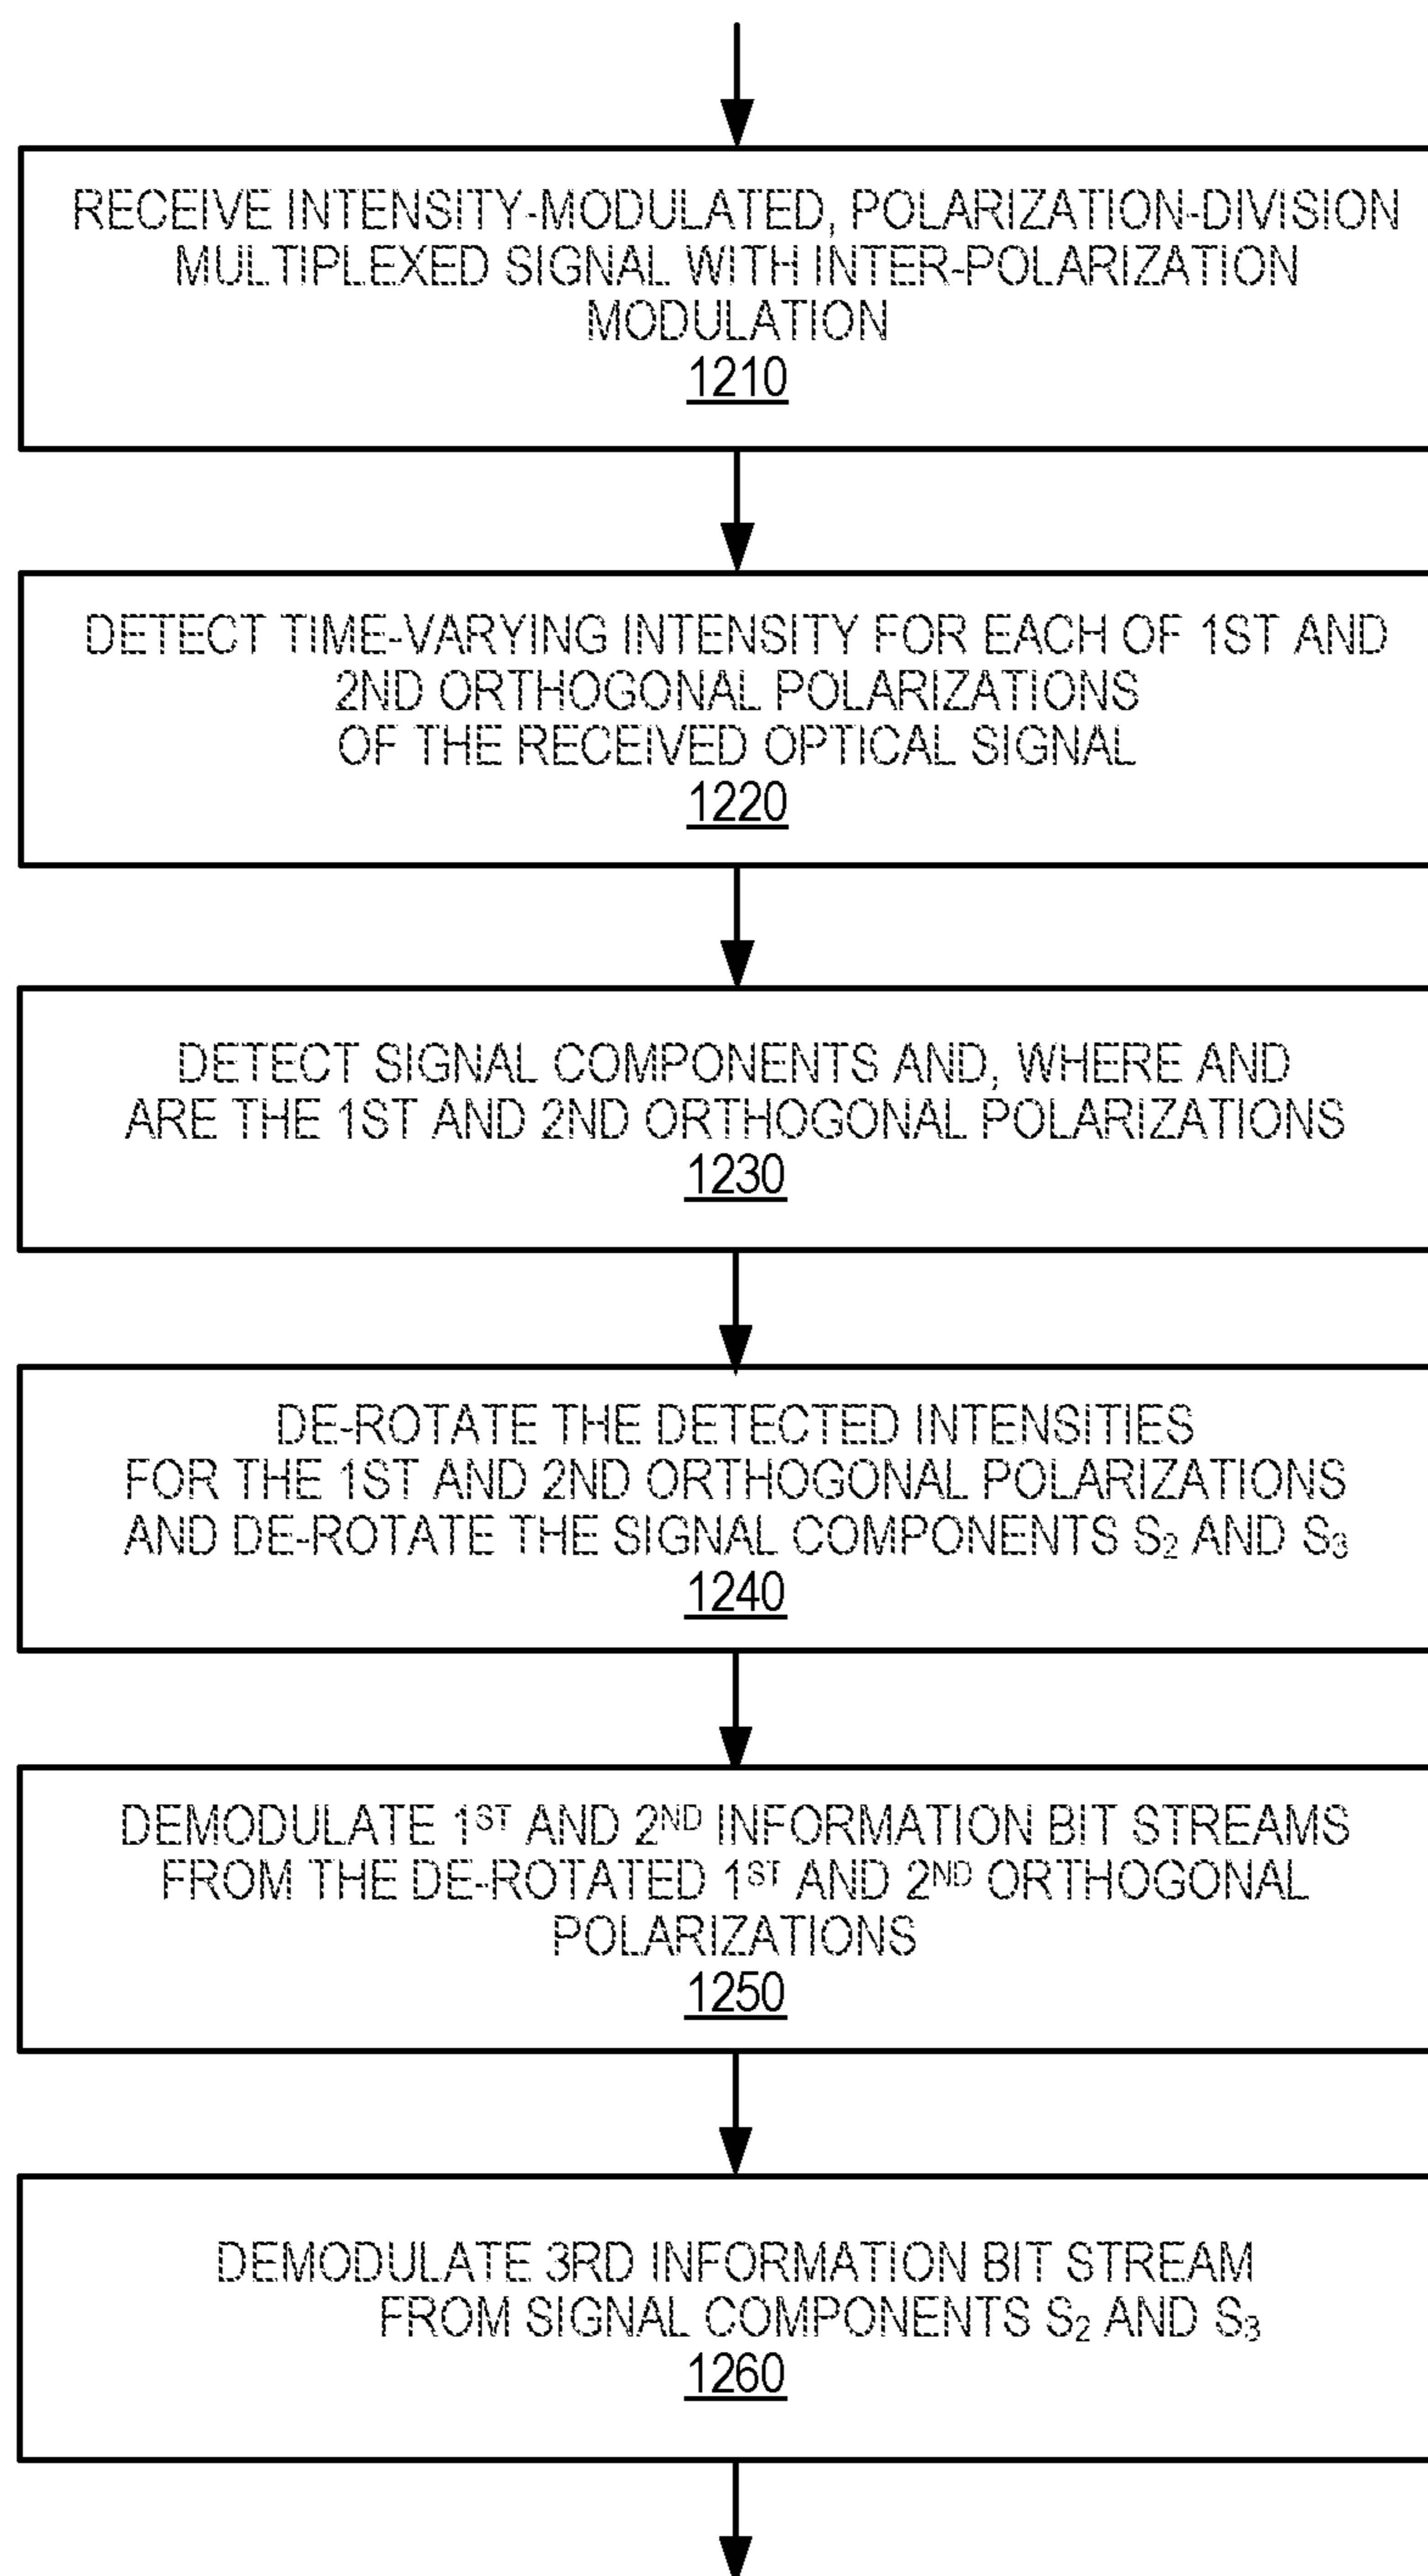 RECEIVE INTENSITY-MODULATED, POLARIZATION-DIVISION
MULTIPLEXED SIGNAL WITH INTER-POLARIZATION
MODULATION
1210
DETECT TIME-VARYING INTENSITY FOR EACH OF 1ST AND
2ND ORTHOGONAL POLARIZATIONS
OF THE RECEIVED OPTICAL SIGNAL
1220
DETECT SIGNAL COMPONENTS AND, WHERE AND
ARE THE 1ST AND 2ND ORTHOGONAL POLARIZATIONS
1230
DE-ROTATE THE DETECTED INTENSITIES
FOR THE 1ST AND 2ND ORTHOGONAL POLARIZATIONS
AND DE-ROTATE THE SIGNAL COMPONENTS S₂ AND S₃
1240
DEMODULATE 1ST AND 2ND INFORMATION BIT STREAMS
FROM THE DE-ROTATED 1ST AND 2ND ORTHOGONAL
POLARIZATIONS
1250
DEMODULATE 3RD INFORMATION BIT STREAM
FROM SIGNAL COMPONENTS S₂ AND S₃
1260